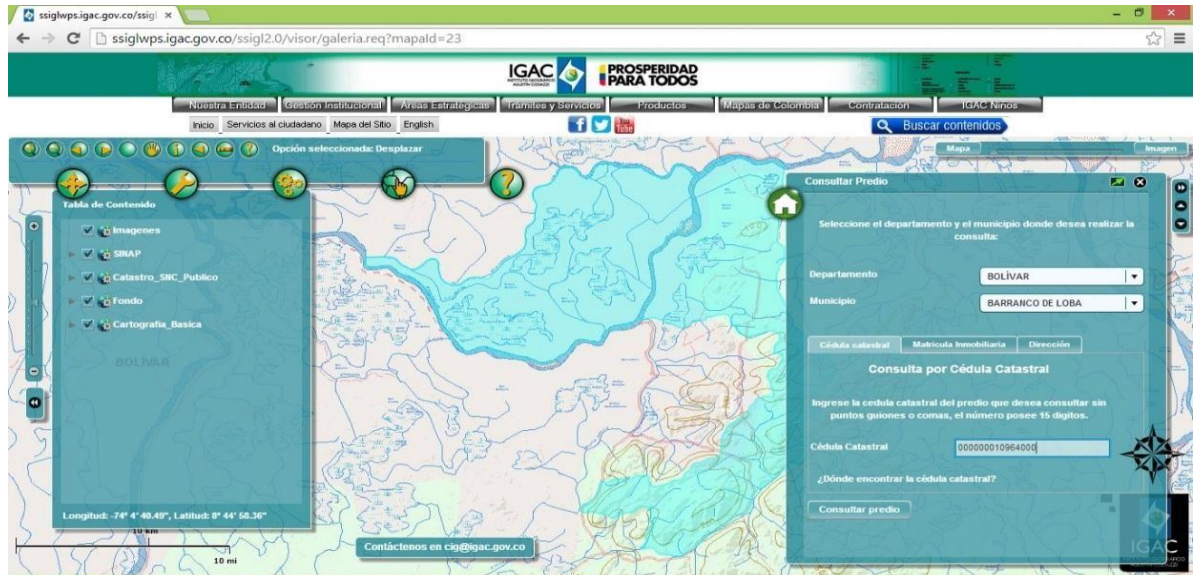 ssiglwps.igac.gov.co/ssigl
ssiglwps.igac.gov.co/ssigl2.0/visor/galeria.req?mapaId=23
IGAC
PROSPERIDAD
PARA TODOS
Nuestra Entidad
Gestión Institucional
Áreas Estratégicas
Trámites y Servicios
Productos
Mapas de Colombia
Contratación
IGAC Niños
Inicio
Servicios al ciudadano
Mapa del Sitio
English
You Tube
Buscar contenidos
Opción seleccionada: Desplazar
Mapa
Imagen
Tabla de Contenido
Imagenes
SINAP
Catastro_SNC_Publico
Fondo
Cartografia_Basica
BOLÍVAR
Longitud: -74° 4' 40.49", Latitud: 8° 44' 58.36"
10 km
10 mi
Contáctenos en cig@igac.gov.co
Consultar Predio
Seleccione el departamento y el municipio donde desea realizar la
consulta:
Departamento
BOLÍVAR
Municipio
BARRANCO DE LOBA
Cédula catastral
Matrícula Inmobiliaria
Dirección
Consulta por Cédula Catastral
Ingrese la cedula catastral del predio que desea consultar sin
puntos guiones o comas, el número posee 15 digitos.
Cédula Catastral
000000010964000
¿Dónde encontrar la cédula catastral?
Consultar predio
IGAC